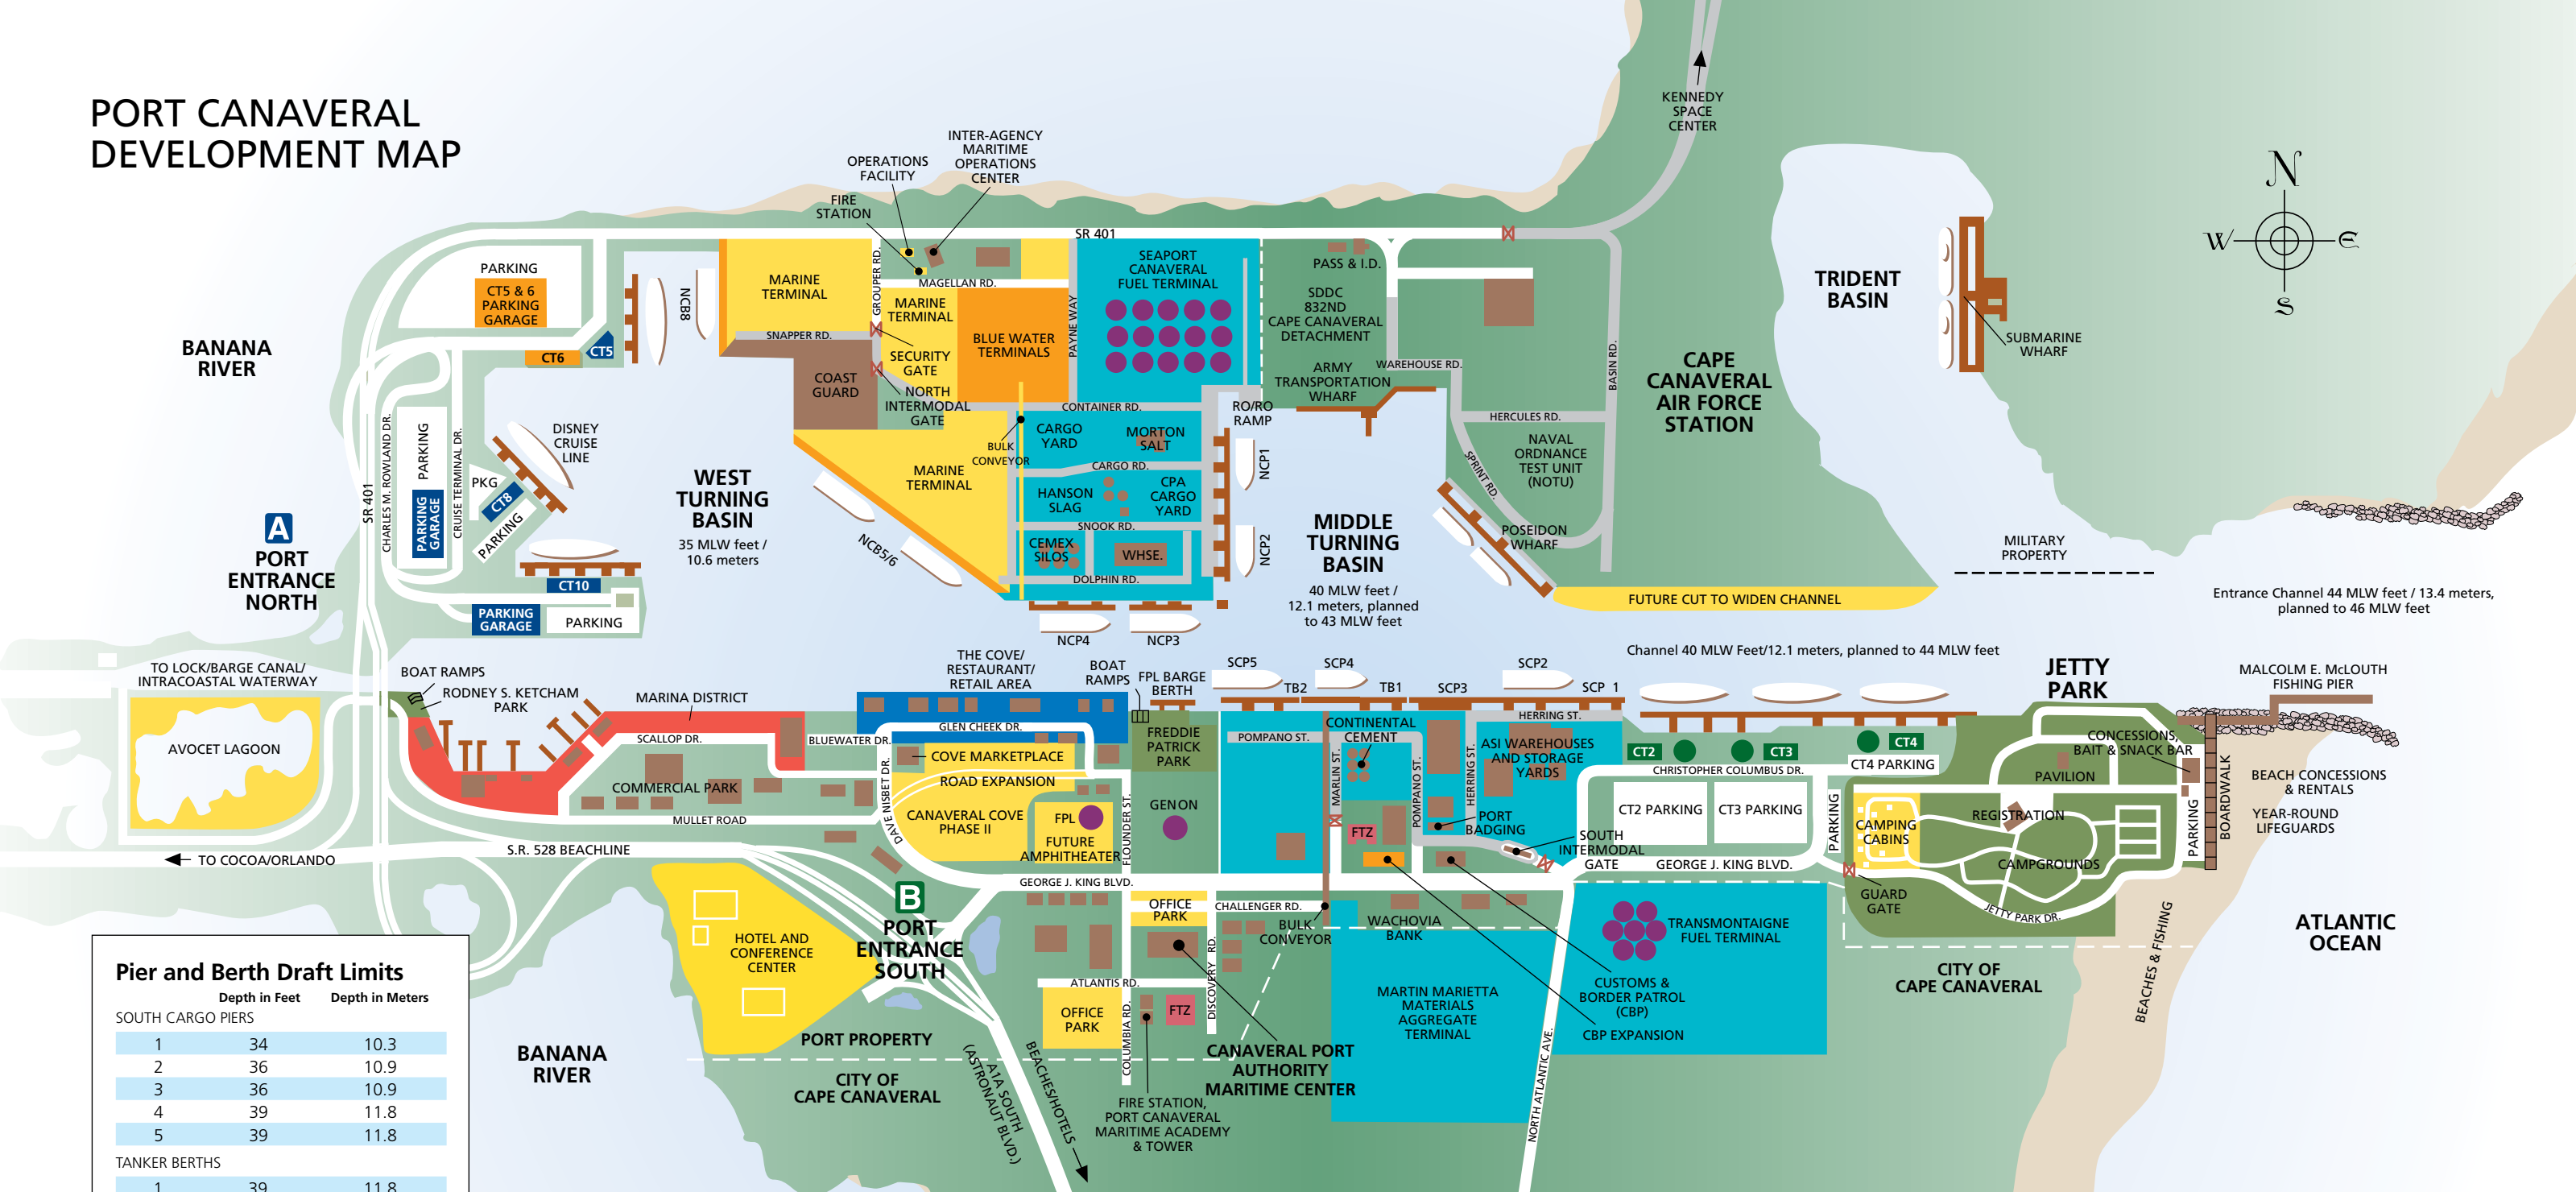 PORT CANAVERAL
DEVELOPMENT MAP
KENNEDY
SPACE
CENTER
INTER-AGENCY
MARITIME
OPERATIONS
CENTER
OPERATIONS
FACILITY
FIRE
STATION
N
W
E
S
SR 401
PARKING
CT5 & 6
PARKING
GARAGE
CT6
CT5
NCB8
MARINE
TERMINAL
GROUPER RD.
MAGELLAN RD.
MARINE
TERMINAL
SNAPPER RD.
SECURITY
GATE
BLUE WATER
TERMINALS
PAYNE WAY
SEAPORT
CANAVERAL
FUEL TERMINAL
PASS & I.D.
SDDC
832ND
CAPE CANAVERAL
DETACHMENT
ARMY
TRANSPORTATION
WHARF
WAREHOUSE RD.
BASIN RD.
HERCULES RD.
TRIDENT
BASIN
SUBMARINE
WHARF
CAPE
CANAVERAL
AIR FORCE
STATION
BANANA
RIVER
COAST
GUARD
NORTH
INTERMODAL
GATE
CONTAINER RD.
RO/RO
RAMP
BULK
CONVEYOR
CARGO
YARD
MORTON
SALT
CARGO RD.
MARINE
TERMINAL
HANSON
SLAG
CPA
CARGO
YARD
SNOOK RD.
CEMEX
SILOS
WHSE.
DOLPHIN RD.
NCP1
NCP2
NCP4
NCP3
NCB5/6
SR 401
CHARLES M. ROWLAND DR.
PARKING
PARKING
GARAGE
CRUISE TERMINAL DR.
DISNEY
CRUISE
LINE
PKG
CT8
PARKING
CT10
PARKING
GARAGE
PARKING
WEST
TURNING
BASIN
35 MLW feet /
10.6 meters
MIDDLE
TURNING
BASIN
40 MLW feet /
12.1 meters, planned
to 43 MLW feet
NAVAL
ORDNANCE
TEST UNIT
(NOTU)
SPRINT RD.
POSEIDON
WHARF
FUTURE CUT TO WIDEN CHANNEL
MILITARY
PROPERTY
Entrance Channel 44 MLW feet / 13.4 meters,
planned to 46 MLW feet
Channel 40 MLW Feet/12.1 meters, planned to 44 MLW feet
A
PORT
ENTRANCE
NORTH
TO LOCK/BARGE CANAL/
INTRACOASTAL WATERWAY
AVOCET LAGOON
BOAT RAMPS
RODNEY S. KETCHAM
PARK
MARINA DISTRICT
SCALLOP DR.
COMMERCIAL PARK
MULLET ROAD
BLUEWATER DR.
THE COVE/
RESTAURANT/
RETAIL AREA
BOAT
RAMPS
FPL BARGE
BERTH
GLEN CHEEK DR.
COVE MARKETPLACE
ROAD EXPANSION
DAVE NISBET DR.
CANAVERAL COVE
PHASE II
FPL
FUTURE
AMPHITHEATER
FLOUNDER ST.
FREDDIE
PATRICK
PARK
GENON
SCP5
TB2
SCP4
TB1
SCP3
SCP2
SCP 1
POMPANO ST.
CONTINENTAL
CEMENT
MARLIN ST.
FTZ
POMPANO ST.
HERRING ST.
HERRING ST.
ASI WAREHOUSES
AND STORAGE
YARDS
PORT
BADGING
SOUTH
INTERMODAL
GATE
CT2
CT3
CT4
CT4 PARKING
CHRISTOPHER COLUMBUS DR.
CT2 PARKING
CT3 PARKING
PARKING
GEORGE J. KING BLVD.
JETTY
PARK
MALCOLM E. McLOUTH
FISHING PIER
CONCESSIONS,
BAIT & SNACK BAR
PAVILION
REGISTRATION
CAMPING
CABINS
CAMPGROUNDS
PARKING
BOARDWALK
BEACH CONCESSIONS
& RENTALS
YEAR-ROUND
LIFEGUARDS
GUARD
GATE
JETTY PARK DR.
ATLANTIC
OCEAN
BEACHES & FISHING
CITY OF
CAPE CANAVERAL
TO COCOA/ORLANDO
S.R. 528 BEACHLINE
GEORGE J. KING BLVD.
B
PORT
ENTRANCE
SOUTH
HOTEL AND
CONFERENCE
CENTER
OFFICE
PARK
CHALLENGER RD.
BULK
CONVEYOR
WACHOVIA
BANK
TRANSMONTAIGNE
FUEL TERMINAL
MARTIN MARIETTA
MATERIALS
AGGREGATE
TERMINAL
CUSTOMS &
BORDER PATROL
(CBP)
CBP EXPANSION
NORTH ATLANTIC AVE.
ATLANTIS RD.
OFFICE
PARK
COLUMBIA RD.
FTZ
DISCOVERY RD.
CANAVERAL PORT
AUTHORITY
MARITIME CENTER
FIRE STATION,
PORT CANAVERAL
MARITIME ACADEMY
& TOWER
PORT PROPERTY
CITY OF
CAPE CANAVERAL
A1A SOUTH
(ASTRONAUT BLVD.)
BEACHES/HOTELS
BANANA
RIVER
Pier and Berth Draft Limits
Depth in Feet Depth in Meters
SOUTH CARGO PIERS
1 34 10.3
2 36 10.9
3 36 10.9
4 39 11.8
5 39 11.8
TANKER BERTHS
1 39 11.8